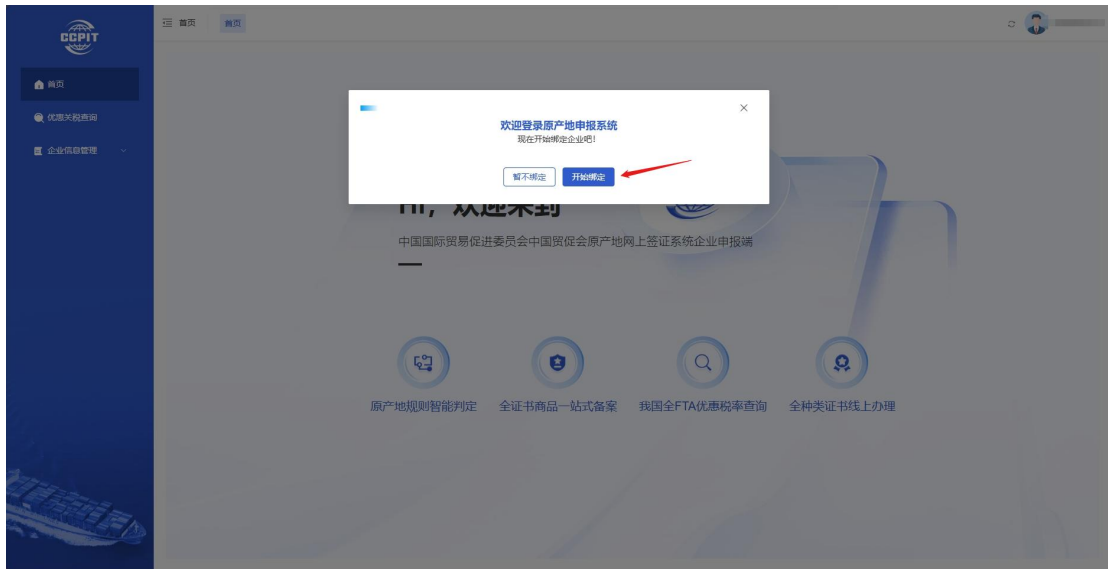 CCPIT
首页
首页
首页
优惠关税查询
企业信息管理
欢迎登录原产地申报系统
现在开始绑定企业吧!
暂不绑定
开始绑定
Hi, 欢迎来到
中国国际贸易促进委员会中国贸促会原产地网上签证系统企业申报端
原产地规则智能判定
全证书商品一站式备案
我国全FTA优惠税率查询
全种类证书线上办理